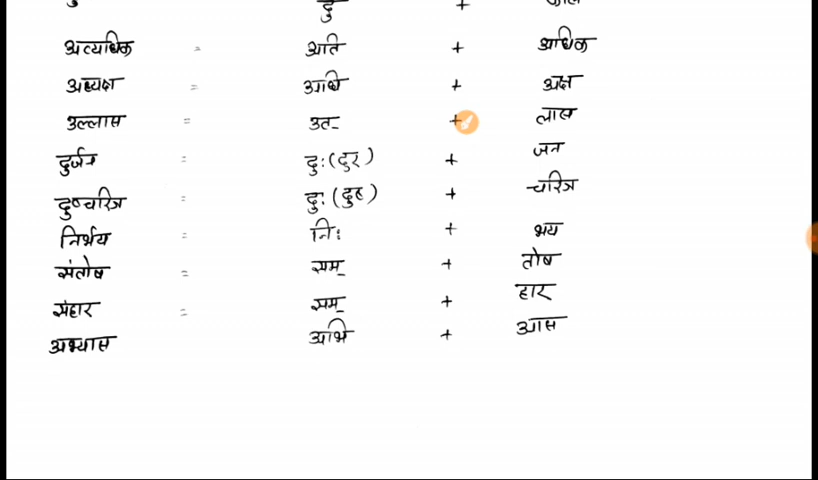 दु +
अत्यधिक = अति + अधिक
अध्यक्ष = अधि + अक्ष
उल्लास = उत् + लास
दुर्जन = दुः (दुर्) + जन
दुष्चरित्र = दुः (दुष्) + चरित्र
निर्भय = निः + भय
संतोष = सम् + तोष
संहार = सम् + हार
अभ्यास = अभि + आस